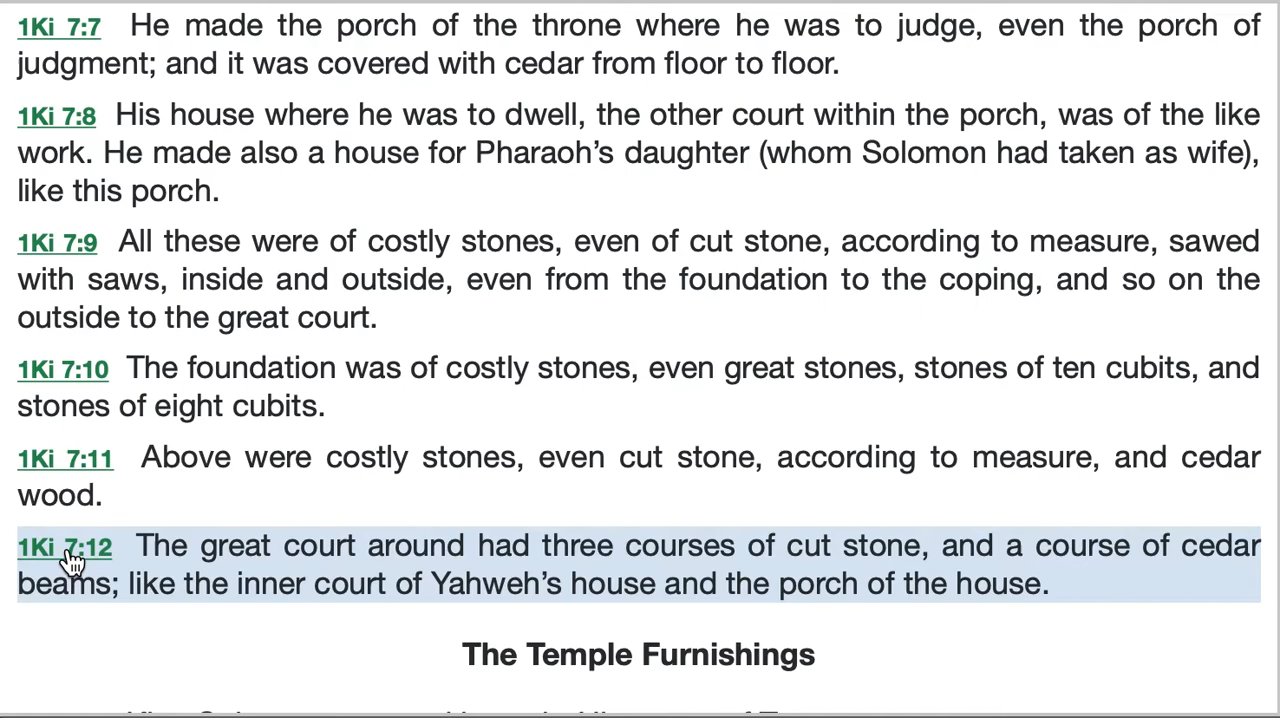 1Ki 7:7 He made the porch of the throne where he was to judge, even the porch of
judgment; and it was covered with cedar from floor to floor.
1Ki 7:8 His house where he was to dwell, the other court within the porch, was of the like
work. He made also a house for Pharaoh’s daughter (whom Solomon had taken as wife),
like this porch.
1Ki 7:9 All these were of costly stones, even of cut stone, according to measure, sawed
with saws, inside and outside, even from the foundation to the coping, and so on the
outside to the great court.
1Ki 7:10 The foundation was of costly stones, even great stones, stones of ten cubits, and
stones of eight cubits.
1Ki 7:11 Above were costly stones, even cut stone, according to measure, and cedar
wood.
1Ki 7:12 The great court around had three courses of cut stone, and a course of cedar
beams; like the inner court of Yahweh’s house and the porch of the house.
The Temple Furnishings